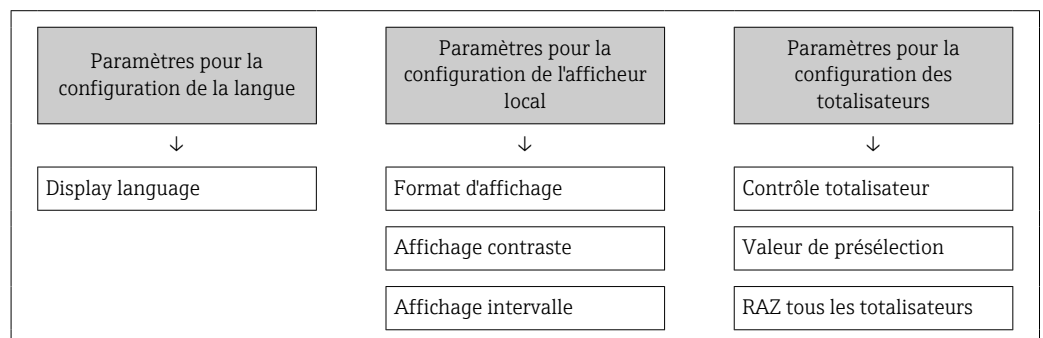 Paramètres pour la
configuration de la langue
↓
Display language
Paramètres pour la
configuration de l'afficheur
local
↓
Format d'affichage
Affichage contraste
Affichage intervalle
Paramètres pour la
configuration des
totalisateurs
↓
Contrôle totalisateur
Valeur de présélection
RAZ tous les totalisateurs